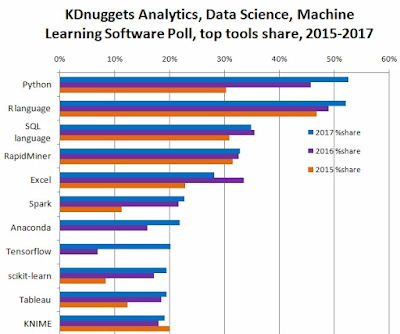 KDnuggets Analytics, Data Science, Machine
Learning Software Poll, top tools share, 2015-2017
0% 10% 20% 30% 40% 50% 60%
Python
R language
SQL
language
RapidMiner
Excel
Spark
Anaconda
Tensorflow
scikit-learn
Tableau
KNIME
2017 %share
2016 %share
2015 %share